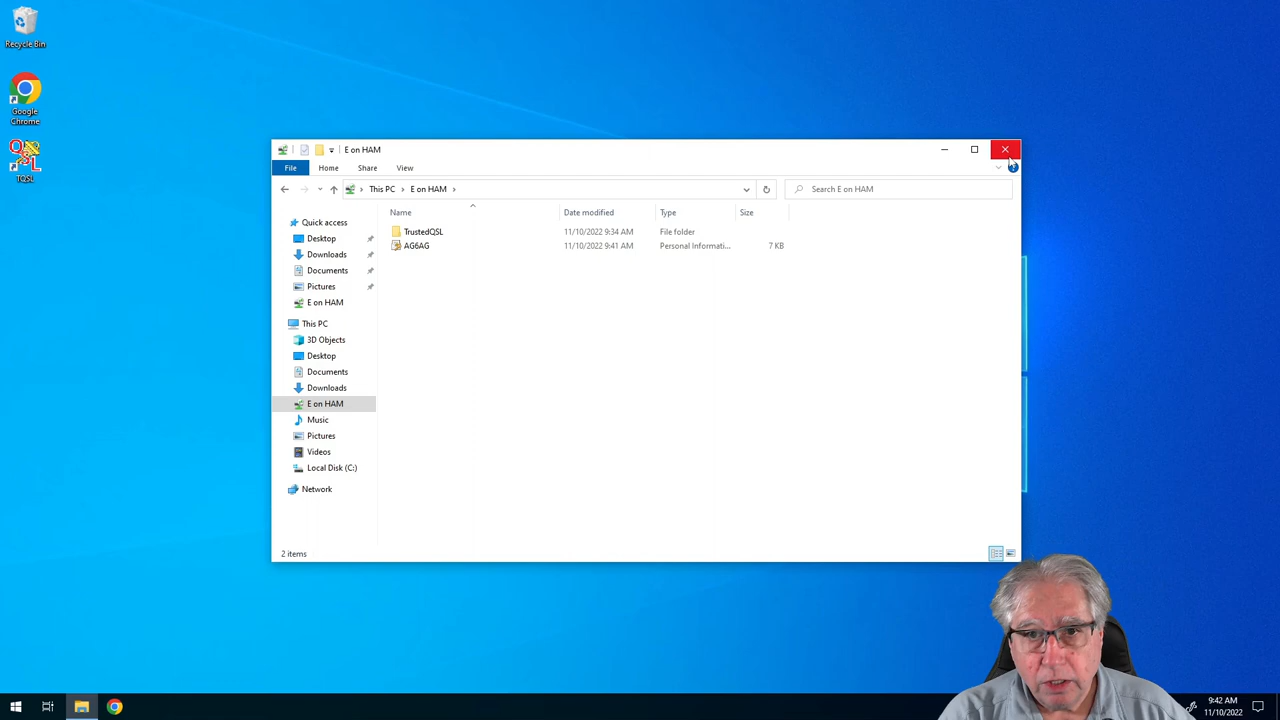 Recycle Bin
Google
Chrome
QSL
TQSL
E on HAM
File Home Share View
This PC E on HAM
Search E on HAM
Name Date modified Type Size
TrustedQSL 11/10/2022 9:34 AM File folder
AG6AG 11/10/2022 9:41 AM Personal Informati... 7 KB
Quick access
Desktop
Downloads
Documents
Pictures
E on HAM
This PC
3D Objects
Desktop
Documents
Downloads
E on HAM
Music
Pictures
Videos
Local Disk (C:)
Network
2 items
9:42 AM
11/10/2022